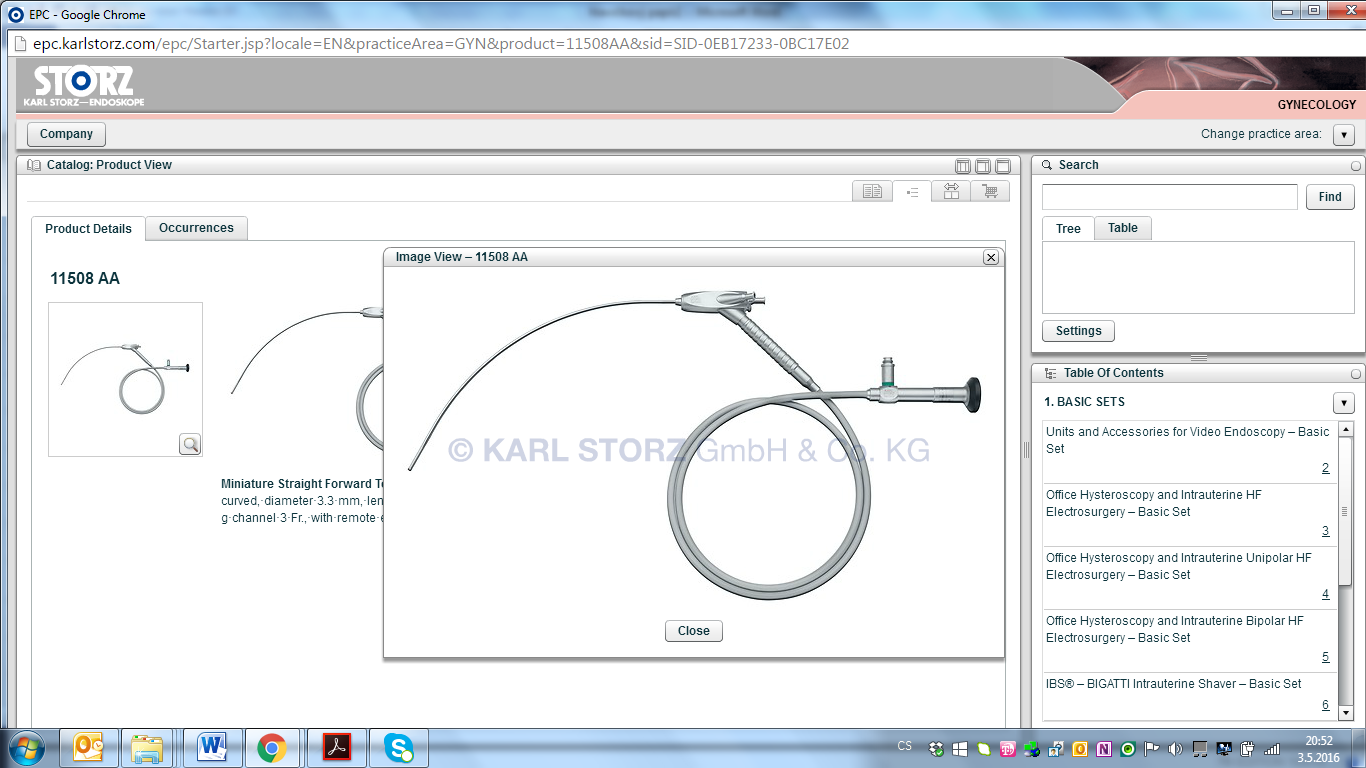 EPC - Google Chrome
epc.karlstorz.com/epc/Starter.jsp?locale=EN&practiceArea=GYN&product=11508AA&sid=SID-0EB17233-0BC17E02
STORZ
KARL STORZ—ENDOSKOPE
GYNECOLOGY
Company
Change practice area:
Catalog: Product View
Product Details
Occurrences
11508 AA
Miniature Straight Forward
curved,·diameter·3.3·mm,·
g·channel·3·Fr.,·with·remote
Image View – 11508 AA
© KARL STORZ GmbH & Co. KG
Close
Search
Find
Tree
Table
Settings
Table Of Contents
1. BASIC SETS
Units and Accessories for Video Endoscopy – Basic
Set
2
Office Hysteroscopy and Intrauterine HF
Electrosurgery – Basic Set
3
Office Hysteroscopy and Intrauterine Unipolar HF
Electrosurgery – Basic Set
4
Office Hysteroscopy and Intrauterine Bipolar HF
Electrosurgery – Basic Set
5
IBS® – BIGATTI Intrauterine Shaver – Basic Set
6
CS
20:52
3.5.2016